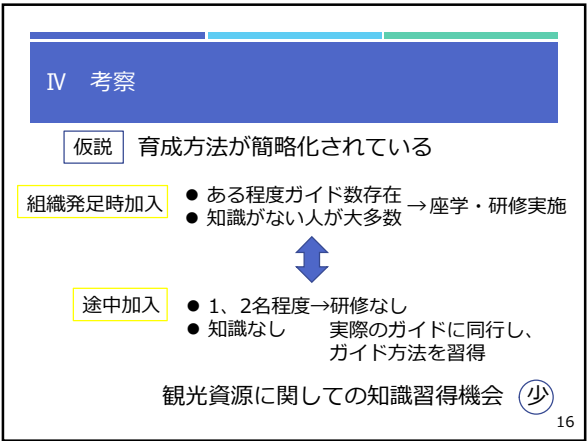 Ⅳ 考察
仮説 育成方法が簡略化されている
組織発足時加入
● ある程度ガイド数存在
● 知識がない人が大多数
→座学・研修実施
途中加入
● 1、2名程度→研修なし
● 知識なし 実際のガイドに同行し、
ガイド方法を習得
観光資源に関しての知識習得機会 少
16